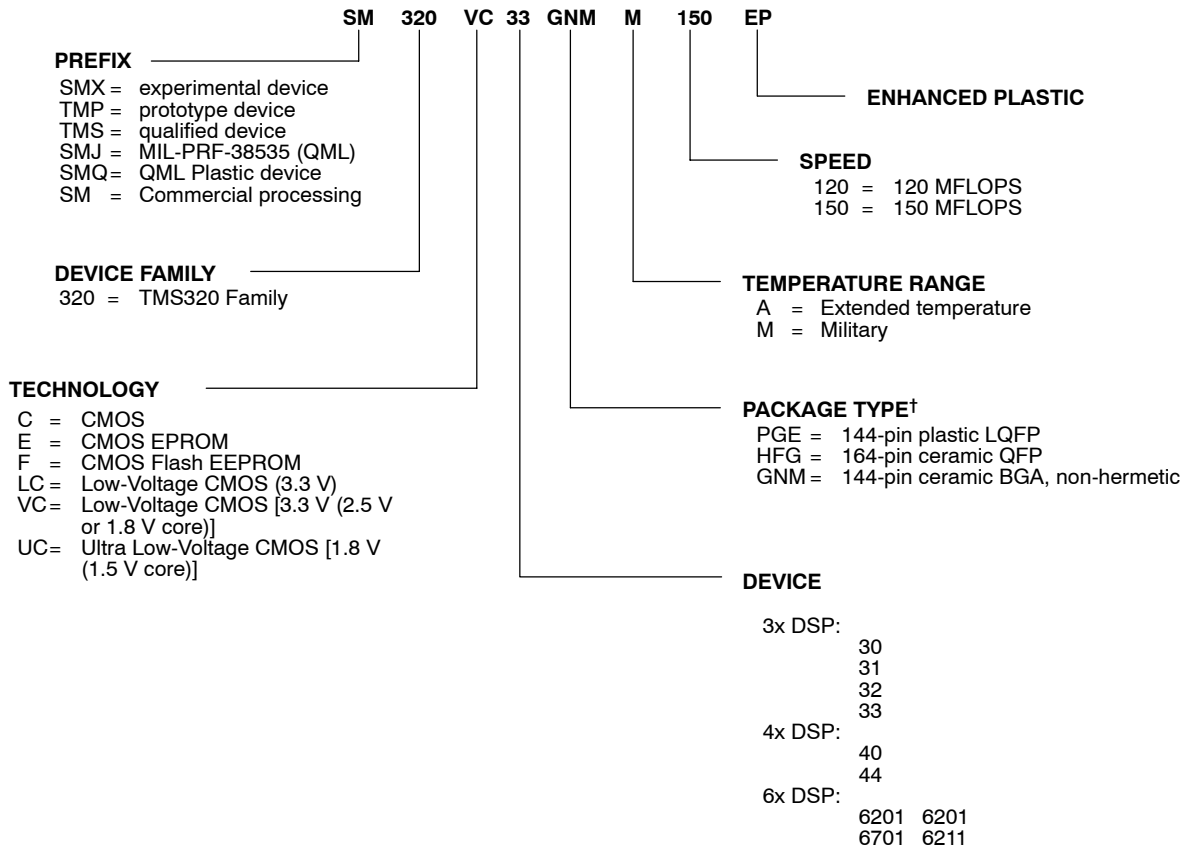 SM 320 VC 33 GNM M 150 EP
PREFIX
SMX = experimental device
TMP = prototype device
TMS = qualified device
SMJ = MIL-PRF-38535 (QML)
SMQ = QML Plastic device
SM = Commercial processing
DEVICE FAMILY
320 = TMS320 Family
TECHNOLOGY
C = CMOS
E = CMOS EPROM
F = CMOS Flash EEPROM
LC = Low-Voltage CMOS (3.3 V)
VC = Low-Voltage CMOS [3.3 V (2.5 V
or 1.8 V core)]
UC = Ultra Low-Voltage CMOS [1.8 V
(1.5 V core)]
ENHANCED PLASTIC
SPEED
120 = 120 MFLOPS
150 = 150 MFLOPS
TEMPERATURE RANGE
A = Extended temperature
M = Military
PACKAGE TYPE†
PGE = 144-pin plastic LQFP
HFG = 164-pin ceramic QFP
GNM = 144-pin ceramic BGA, non-hermetic
DEVICE
3x DSP:
30
31
32
33
4x DSP:
40
44
6x DSP:
6201 6201
6701 6211